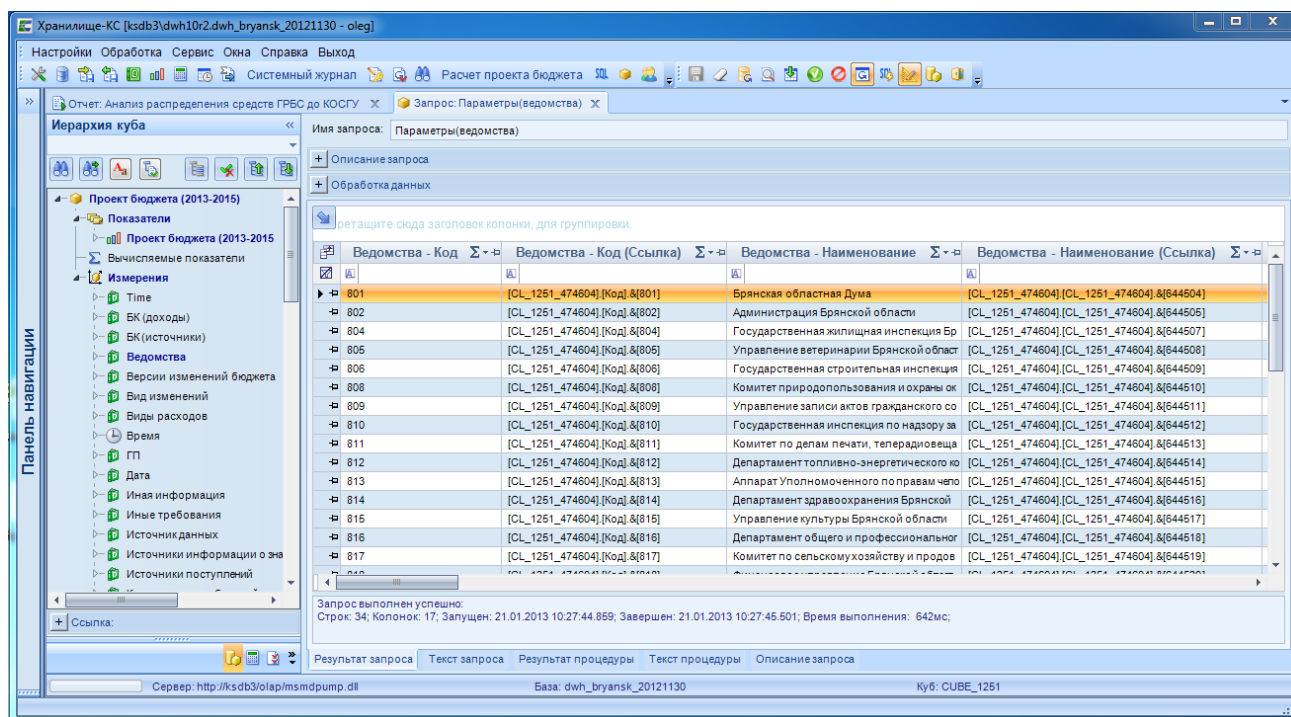 Хранилище-КС [ksdb3\dwh10r2.dwh_bryansk_20121130 - oleg]
Настройки Обработка Сервис Окна Справка Выход
Системный журнал Расчет проекта бюджета SQL
Отчет: Анализ распределения средств ГРБС до КОСГУ Запрос: Параметры(ведомства)
Панель навигации
Иерархия куба
Проект бюджета (2013-2015)
Показатели
Проект бюджета (2013-2015
Вычисляемые показатели
Измерения
Time
БК (доходы)
БК (источники)
Ведомства
Версии изменений бюджета
Вид изменений
Виды расходов
Время
ГП
Дата
Иная информация
Иные требования
Источник данных
Источники информации о зна
Источники поступлений
Ссылка:
Имя запроса: Параметры(ведомства)
Описание запроса
Обработка данных
ретащите сюда заголовок колонки, для группировки.
Ведомства - Код Ведомства - Код (Ссылка) Ведомства - Наименование Ведомства - Наименование (Ссылка)
801 [CL_1251_474604].[Код].&[801] Брянская областная Дума [CL_1251_474604].[CL_1251_474604].&[644504]
802 [CL_1251_474604].[Код].&[802] Администрация Брянской области [CL_1251_474604].[CL_1251_474604].&[644505]
804 [CL_1251_474604].[Код].&[804] Государственная жилищная инспекция Бр [CL_1251_474604].[CL_1251_474604].&[644507]
805 [CL_1251_474604].[Код].&[805] Управление ветеринарии Брянской област [CL_1251_474604].[CL_1251_474604].&[644508]
806 [CL_1251_474604].[Код].&[806] Государственная строительная инспекция [CL_1251_474604].[CL_1251_474604].&[644509]
808 [CL_1251_474604].[Код].&[808] Комитет природопользования и охраны ок [CL_1251_474604].[CL_1251_474604].&[644510]
809 [CL_1251_474604].[Код].&[809] Управление записи актов гражданского со [CL_1251_474604].[CL_1251_474604].&[644511]
810 [CL_1251_474604].[Код].&[810] Государственная инспекция по надзору за [CL_1251_474604].[CL_1251_474604].&[644512]
811 [CL_1251_474604].[Код].&[811] Комитет по делам печати, телерадиовеща [CL_1251_474604].[CL_1251_474604].&[644513]
812 [CL_1251_474604].[Код].&[812] Департамент топливно-энергетического ко [CL_1251_474604].[CL_1251_474604].&[644514]
813 [CL_1251_474604].[Код].&[813] Аппарат Уполномоченного по правам чело [CL_1251_474604].[CL_1251_474604].&[644515]
814 [CL_1251_474604].[Код].&[814] Департамент здравоохранения Брянской [CL_1251_474604].[CL_1251_474604].&[644516]
815 [CL_1251_474604].[Код].&[815] Управление культуры Брянской области [CL_1251_474604].[CL_1251_474604].&[644517]
816 [CL_1251_474604].[Код].&[816] Департамент общего и профессиональног [CL_1251_474604].[CL_1251_474604].&[644518]
817 [CL_1251_474604].[Код].&[817] Комитет по сельскому хозяйству и продов [CL_1251_474604].[CL_1251_474604].&[644519]
Запрос выполнен успешно:
Строк: 34; Колонок: 17; Запущен: 21.01.2013 10:27:44.859; Завершен: 21.01.2013 10:27:45.501; Время выполнения: 642мс;
Результат запроса Текст запроса Результат процедуры Текст процедуры Описание запроса
Сервер: http://ksdb3/olap/msmdpump.dll База: dwh_bryansk_20121130 Куб: CUBE_1251